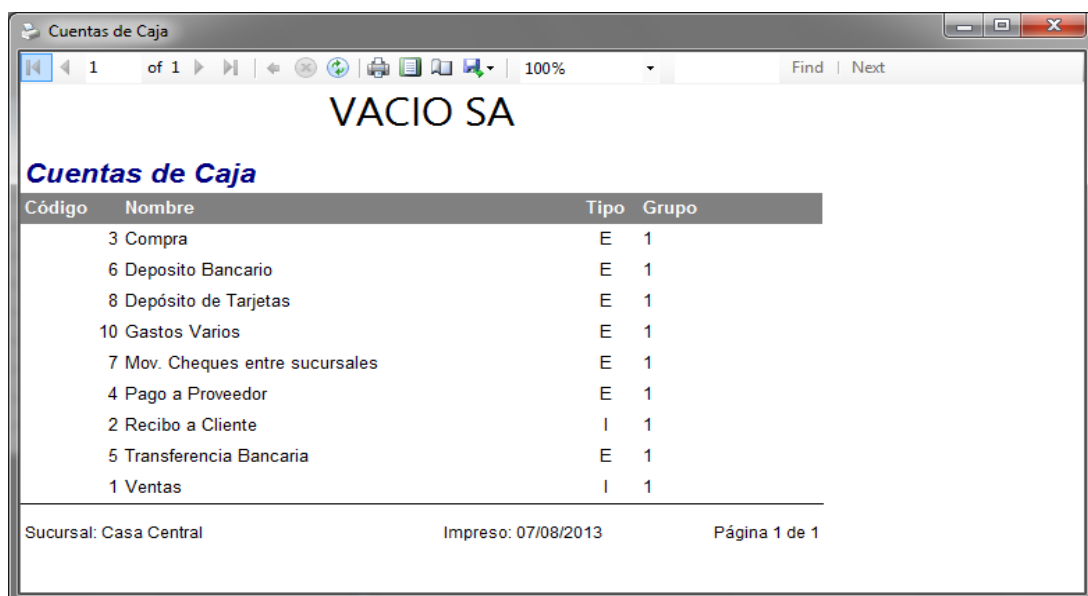 Cuentas de Caja
1 of 1 100% Find | Next
VACIO SA
Cuentas de Caja
Código Nombre Tipo Grupo
3 Compra E 1
6 Deposito Bancario E 1
8 Depósito de Tarjetas E 1
10 Gastos Varios E 1
7 Mov. Cheques entre sucursales E 1
4 Pago a Proveedor E 1
2 Recibo a Cliente I 1
5 Transferencia Bancaria E 1
1 Ventas I 1
Sucursal: Casa Central Impreso: 07/08/2013 Página 1 de 1